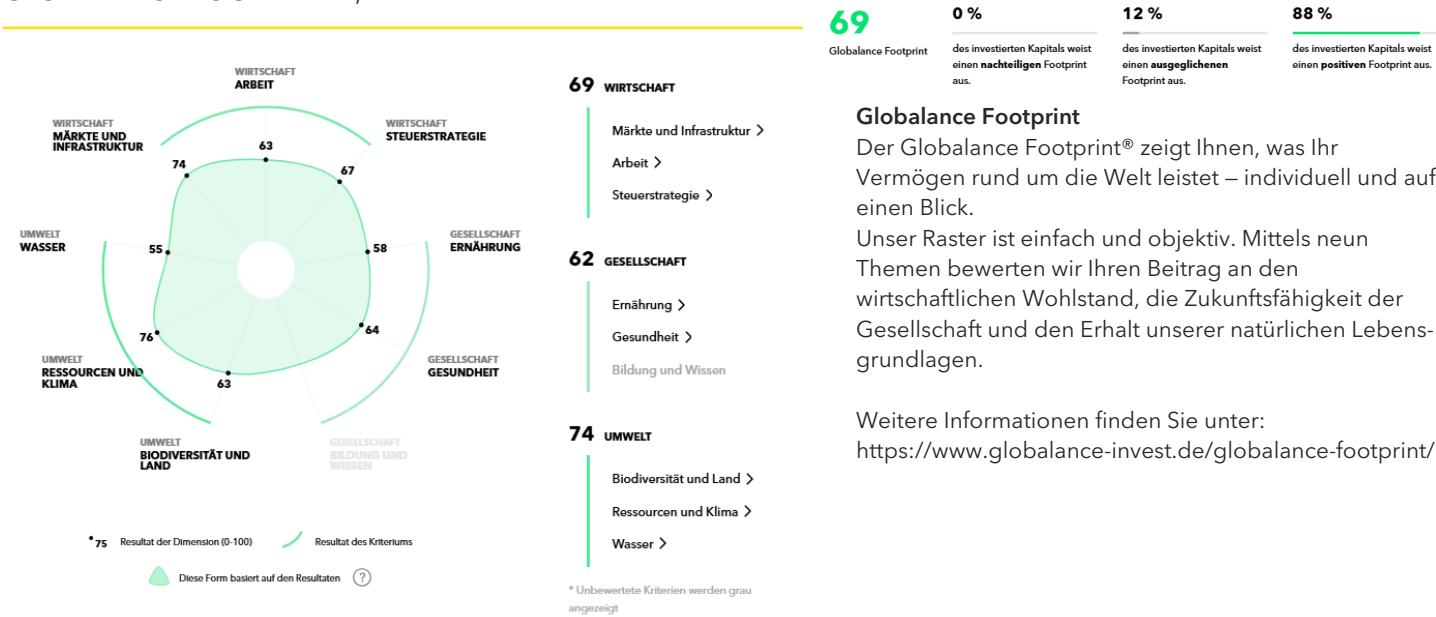 WIRTSCHAFT
ARBEIT
WIRTSCHAFT
MÄRKTE UND
INFRASTRUKTUR
WIRTSCHAFT
STEUERSTRATEGIE
63
74
67
UMWELT
WASSER
55
58
GESELLSCHAFT
ERNÄHRUNG
76
64
UMWELT
RESSOURCEN UND
KLIMA
63
GESELLSCHAFT
GESUNDHEIT
UMWELT
BIODIVERSITÄT UND
LAND
GESELLSCHAFT
BILDUNG UND
WISSEN
75 Resultat der Dimension (0-100)
Resultat des Kriteriums
Diese Form basiert auf den Resultaten ?
69 WIRTSCHAFT
Märkte und Infrastruktur >
Arbeit >
Steuerstrategie >
62 GESELLSCHAFT
Ernährung >
Gesundheit >
Bildung und Wissen
74 UMWELT
Biodiversität und Land >
Ressourcen und Klima >
Wasser >
* Unbewertete Kriterien werden grau
angezeigt
69
Globalance Footprint
0 %
des investierten Kapitals weist
einen nachteiligen Footprint
aus.
12 %
des investierten Kapitals weist
einen ausgeglichenen
Footprint aus.
88 %
des investierten Kapitals weist
einen positiven Footprint aus.
Globalance Footprint
Der Globalance Footprint® zeigt Ihnen, was Ihr
Vermögen rund um die Welt leistet – individuell und auf
einen Blick.
Unser Raster ist einfach und objektiv. Mittels neun
Themen bewerten wir Ihren Beitrag an den
wirtschaftlichen Wohlstand, die Zukunftsfähigkeit der
Gesellschaft und den Erhalt unserer natürlichen Lebens-
grundlagen.
Weitere Informationen finden Sie unter:
https://www.globalance-invest.de/globalance-footprint/